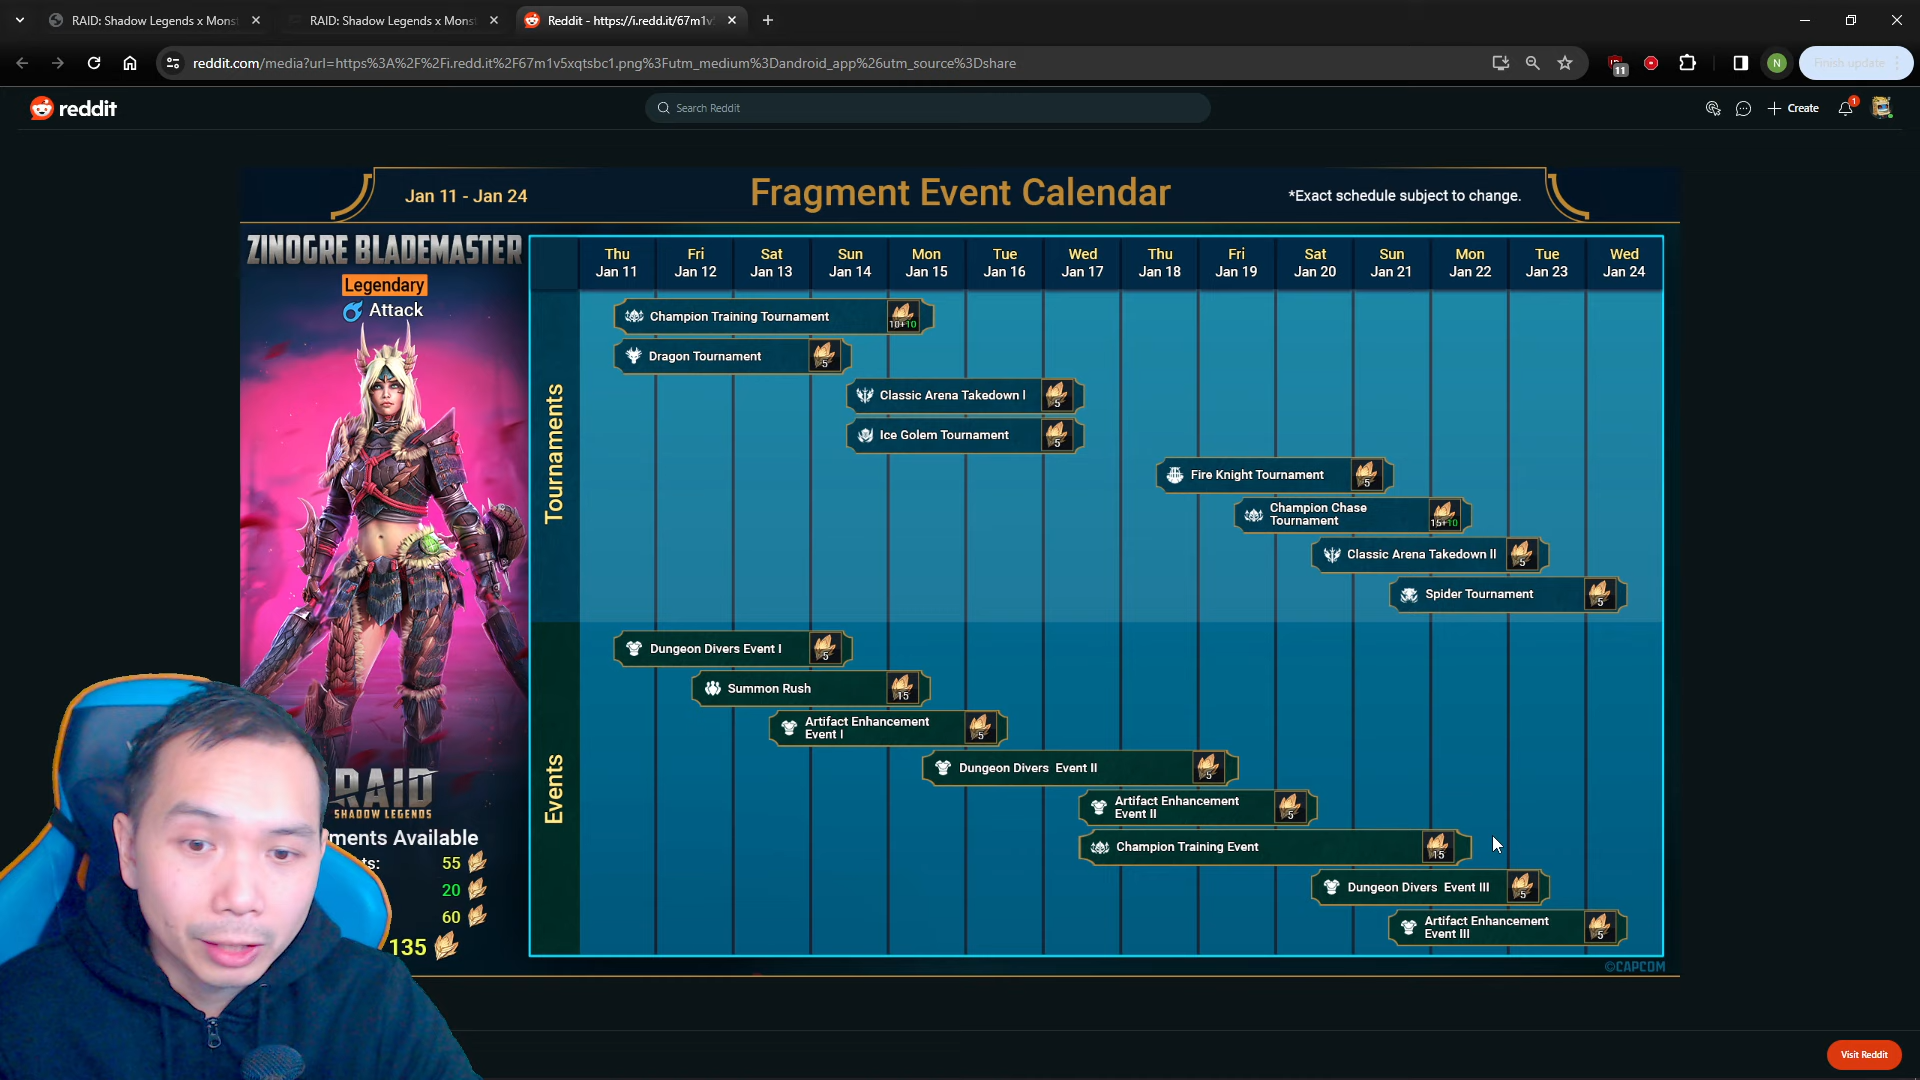 RAID: Shadow Legends x Mons
RAID: Shadow Legends x Mons
Reddit - https://i.redd.it/67m1v
reddit.com/media?url=https%3A%2F%2Fi.redd.it%2F67m1v5xqtsbc1.png%3Futm_medium%3Dandroid_app%26utm_source%3Dshare
11
N
Finish update
reddit
Search Reddit
Create
1
Jan 11 - Jan 24
Fragment Event Calendar
*Exact schedule subject to change.
ZINOGRE BLADEMASTER
Legendary
Attack
Thu Jan 11
Fri Jan 12
Sat Jan 13
Sun Jan 14
Mon Jan 15
Tue Jan 16
Wed Jan 17
Thu Jan 18
Fri Jan 19
Sat Jan 20
Sun Jan 21
Mon Jan 22
Tue Jan 23
Wed Jan 24
Tournaments
Champion Training Tournament 10+10
Dragon Tournament 5
Classic Arena Takedown I 5
Ice Golem Tournament 5
Fire Knight Tournament 5
Champion Chase
Tournament 15+10
Classic Arena Takedown II 5
Spider Tournament 5
Events
Dungeon Divers Event I 5
Summon Rush 15
Artifact Enhancement
Event I 5
Dungeon Divers Event II 5
Artifact Enhancement
Event II 5
Champion Training Event 15
Dungeon Divers Event III 5
Artifact Enhancement
Event III 5
RAID
SHADOW LEGENDS
ments Available
ts: 55
20
60
135
©CAPCOM
Visit Reddit